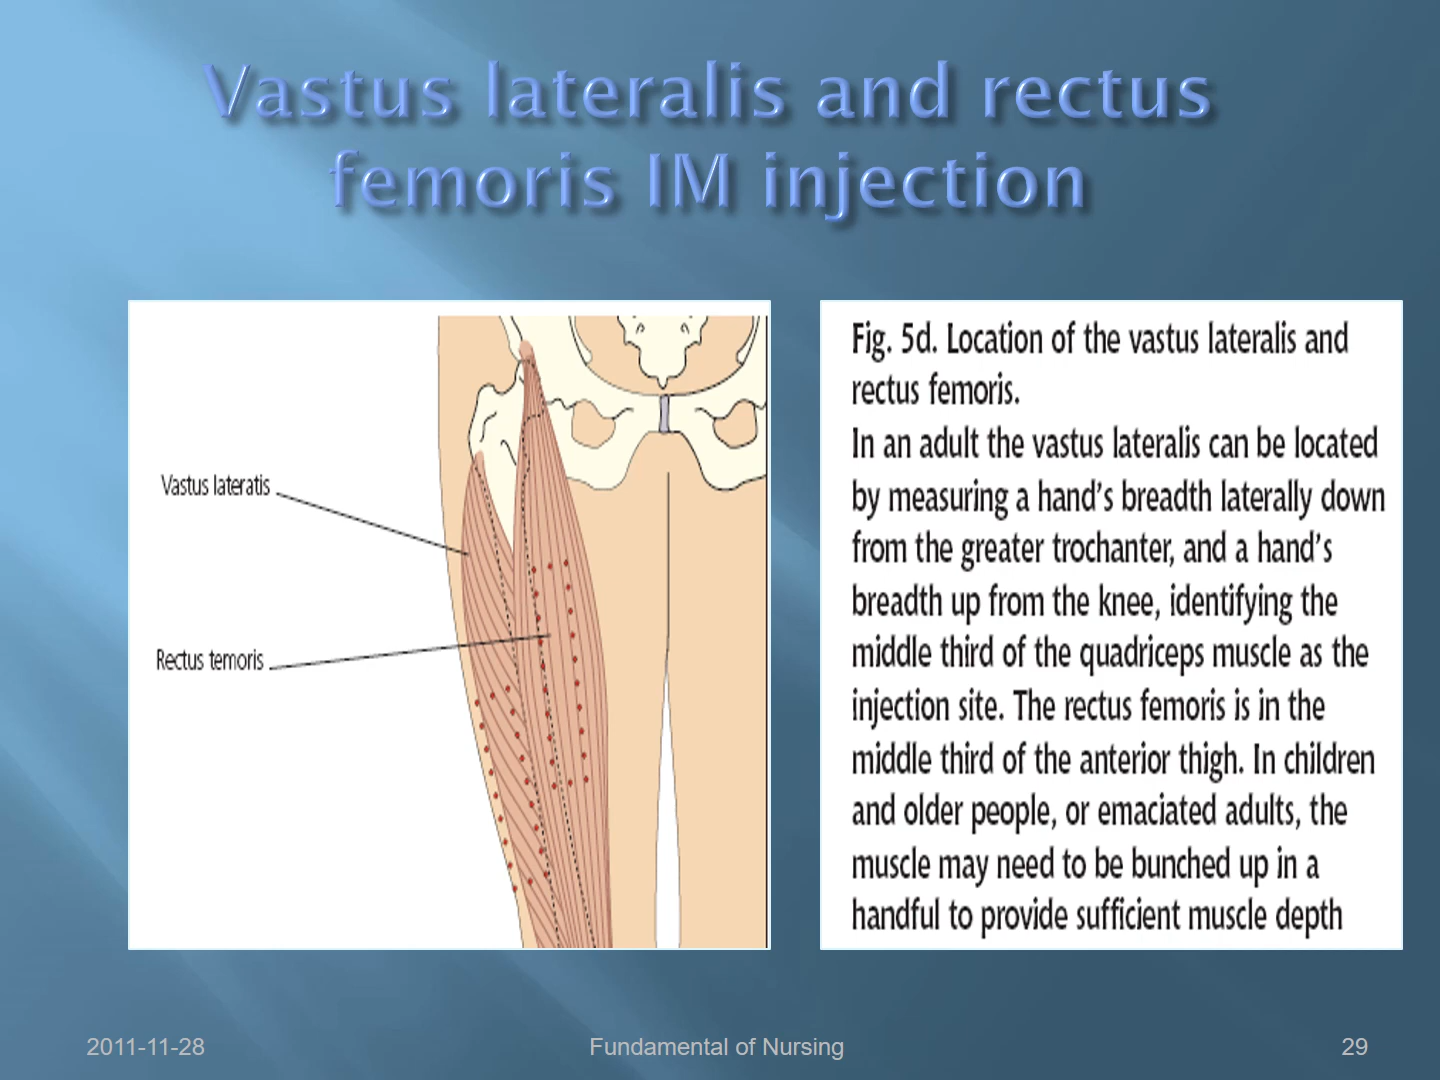 Vastus lateralis and rectus
femoris IM injection
Vastus lateratis
Rectus temoris
Fig. 5d. Location of the vastus lateralis and
rectus femoris.
In an adult the vastus lateralis can be located
by measuring a hand's breadth laterally down
from the greater trochanter, and a hand's
breadth up from the knee, identifying the
middle third of the quadriceps muscle as the
injection site. The rectus femoris is in the
middle third of the anterior thigh. In children
and older people, or emaciated adults, the
muscle may need to be bunched up in a
handful to provide sufficient muscle depth
2011-11-28
Fundamental of Nursing
29